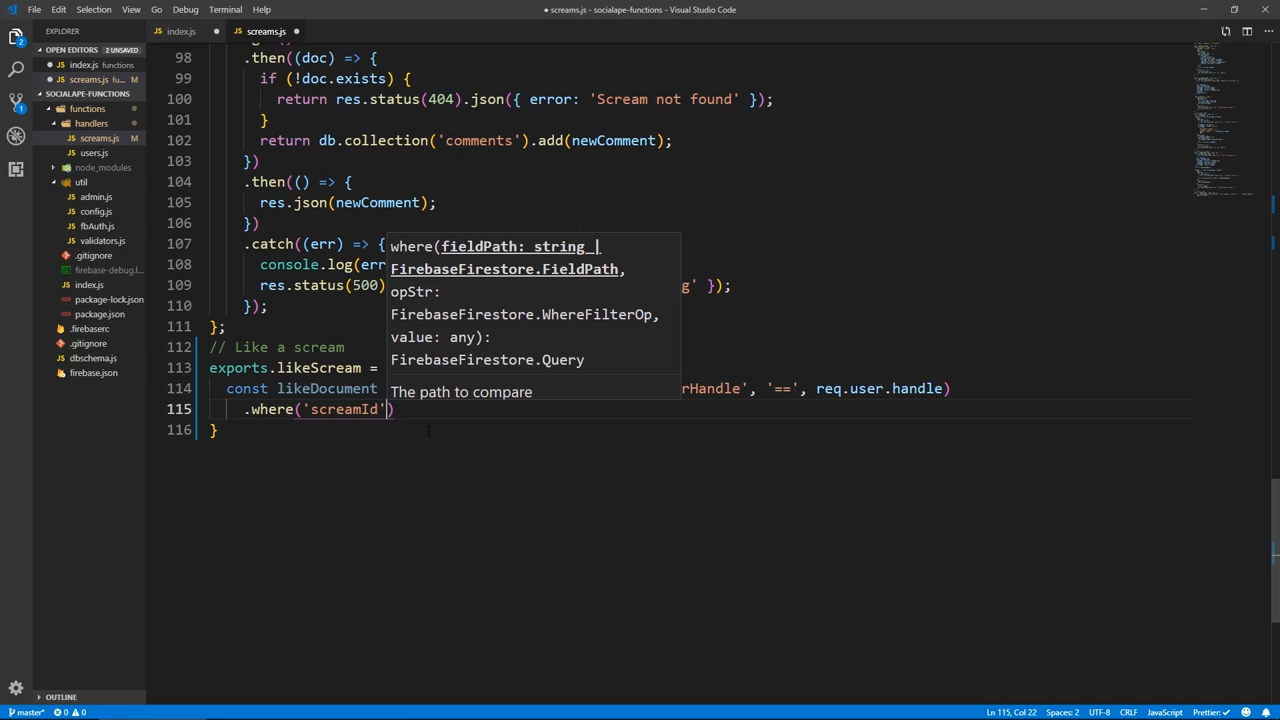 File Edit Selection View Go Debug Terminal Help
● screams.js - socialape-functions - Visual Studio Code
EXPLORER
index.js ●
screams.js ●
OPEN EDITORS 2 UNSAVED
● index.js functions
● screams.js fu... M
SOCIALAPE-FUNCTIONS
functions
handlers
screams.js M
users.js
node_modules
util
admin.js
config.js
fbAuth.js
validators.js
.gitignore
firebase-debug.l...
index.js
package-lock.json
package.json
.firebaserc
.gitignore
dbschema.js
firebase.json
OUTLINE
98 .then((doc) => {
99 if (!doc.exists) {
100 return res.status(404).json({ error: 'Scream not found' });
101 }
102 return db.collection('comments').add(newComment);
103 })
104 .then(() => {
105 res.json(newComment);
106 })
107 .catch((err) => {
108 console.log(err
109 res.status(500) g' });
110 });
111 };
112 // Like a scream
113 exports.likeScream =
114 const likeDocument rHandle', '==', req.user.handle)
115 .where('screamId')
116 }
where(fieldPath: string |
FirebaseFirestore.FieldPath,
opStr:
FirebaseFirestore.WhereFilterOp,
value: any):
FirebaseFirestore.Query
The path to compare
2
1
master* 0 0
Ln 115, Col 22 Spaces: 2 UTF-8 CRLF JavaScript Prettier: ✓